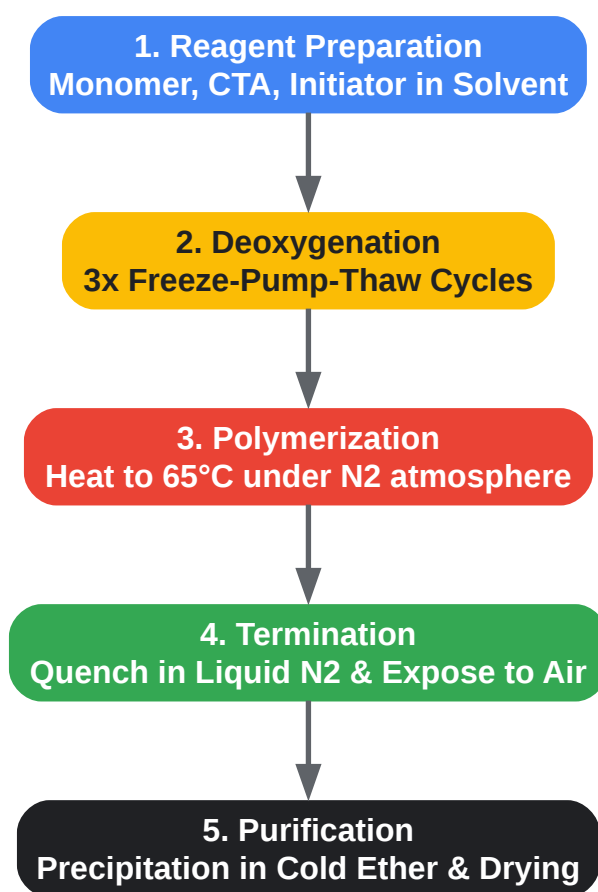 1. Reagent Preparation
Monomer, CTA, Initiator in Solvent
2. Deoxygenation
3x Freeze-Pump-Thaw Cycles
3. Polymerization
Heat to 65°C under N2 atmosphere
4. Termination
Quench in Liquid N2 & Expose to Air
5. Purification
Precipitation in Cold Ether & Drying